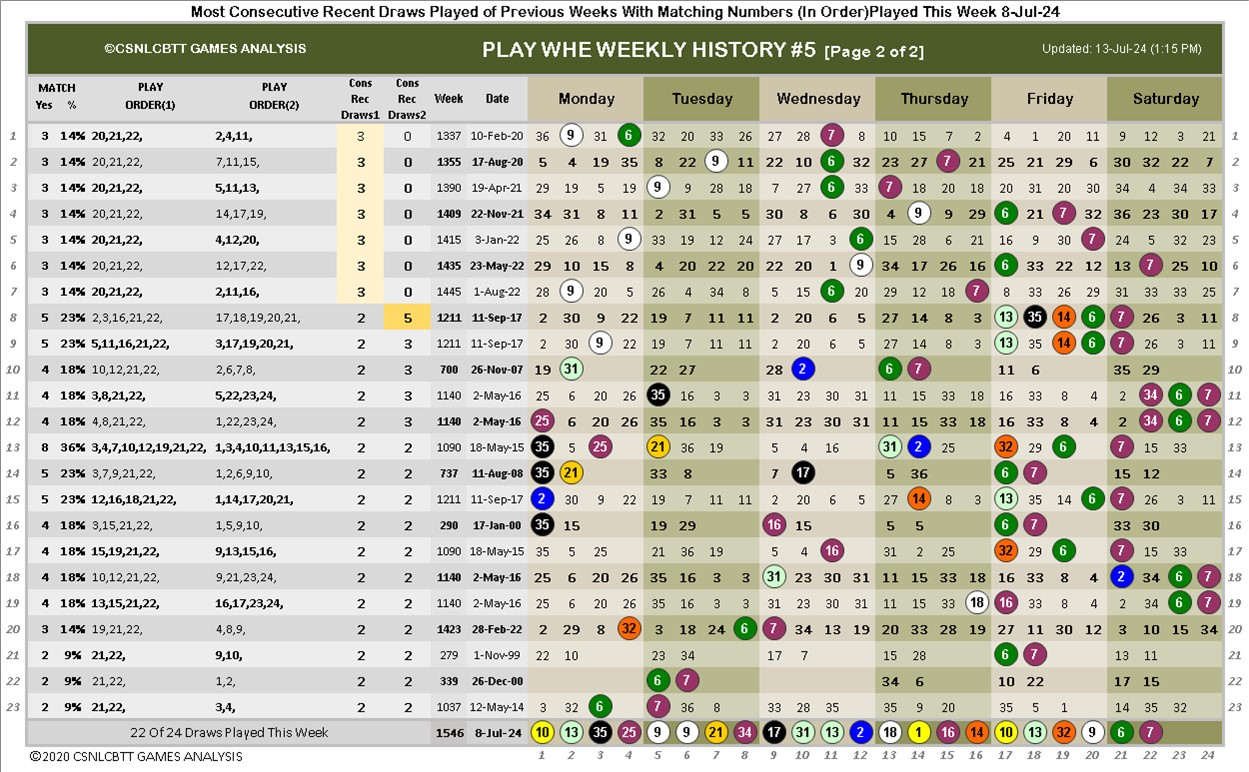 Most Consecutive Recent Draws Played of Previous Weeks With Matching Numbers (In Order)Played This Week 8-Jul-24
©CSNLCBTT GAMES ANALYSIS PLAY WHE WEEKLY HISTORY #5 [Page 2 of 2] Updated: 13-Jul-24 (1:15 PM)
MATCH PLAY PLAY Cons Cons Week Date Monday Tuesday Wednesday Thursday Friday Saturday
Yes % ORDER(1) ORDER(2) Rec Rec
Draws1 Draws2
1 3 14% 20,21,22, 2,4,11, 3 0 1337 10-Feb-20 36 9 31 6 32 20 33 26 27 28 7 8 10 15 7 2 4 1 20 11 9 12 3 21 1
2 3 14% 20,21,22, 7,11,15, 3 0 1355 17-Aug-20 5 4 19 35 8 22 9 11 22 10 6 32 23 27 7 21 25 21 29 6 30 32 22 7 2
3 3 14% 20,21,22, 5,11,13, 3 0 1390 19-Apr-21 29 19 5 19 9 9 28 18 7 27 6 33 7 18 20 18 20 31 20 30 34 4 34 33 3
4 3 14% 20,21,22, 14,17,19, 3 0 1409 22-Nov-21 34 31 8 11 2 31 5 5 30 8 6 30 4 9 9 29 6 21 7 32 36 23 30 17 4
5 3 14% 20,21,22, 4,12,20, 3 0 1415 3-Jan-22 25 26 8 9 33 19 12 24 27 17 3 6 15 28 6 21 16 9 30 7 24 5 32 23 5
6 3 14% 20,21,22, 12,17,22, 3 0 1435 23-May-22 29 10 15 8 4 20 22 20 22 20 1 9 34 17 26 16 6 33 22 12 13 7 25 10 6
7 3 14% 20,21,22, 2,11,16, 3 0 1445 1-Aug-22 28 9 20 5 26 4 34 8 5 11 6 20 29 12 18 7 8 33 26 29 31 33 33 25 7
8 5 23% 2,3,16,21,22, 17,18,19,20,21, 2 5 1211 11-Sep-17 2 30 9 22 19 7 11 11 2 20 6 5 27 14 8 3 13 35 14 6 7 26 3 11 8
9 5 23% 5,11,16,21,22, 3,17,19,20,21, 2 3 1211 11-Sep-17 2 30 9 22 19 7 11 11 2 20 6 5 27 14 8 3 13 35 14 6 7 26 3 11 9
10 4 18% 10,12,21,22, 2,6,7,8, 2 3 700 26-Nov-07 19 31 22 27 28 2 6 7 11 6 35 29 10
11 4 18% 3,8,21,22, 5,22,23,24, 2 3 1140 2-May-16 25 6 20 26 35 16 3 3 31 23 30 31 11 15 33 18 16 33 8 4 2 34 6 7 11
12 4 18% 4,8,21,22, 1,22,23,24, 2 3 1140 2-May-16 25 6 20 26 35 16 3 3 31 23 30 31 11 15 33 18 16 33 8 4 2 34 6 7 12
13 8 36% 3,4,7,10,12,19,21,22, 1,3,4,10,11,13,15,16, 2 2 1090 18-May-15 35 5 25 21 36 19 5 4 16 31 2 25 32 29 6 7 15 33 13
14 5 23% 3,7,9,21,22, 1,2,6,9,10, 2 2 737 11-Aug-08 35 21 33 8 7 17 5 36 6 7 15 12 14
15 5 23% 12,16,18,21,22, 1,14,17,20,21, 2 2 1211 11-Sep-17 2 30 9 22 19 7 11 11 2 20 6 5 27 14 8 3 13 35 14 6 7 26 3 11 15
16 4 18% 3,15,21,22, 1,5,9,10, 2 2 290 17-Jan-00 35 15 19 29 16 15 5 5 6 7 33 30 16
17 4 18% 15,19,21,22, 9,13,15,16, 2 2 1090 18-May-15 35 5 25 21 36 19 5 4 16 31 2 25 32 29 6 7 15 33 17
18 4 18% 10,12,21,22, 9,21,23,24, 2 2 1140 2-May-16 25 6 20 26 35 16 3 3 31 23 30 31 11 15 33 18 16 33 8 4 2 34 6 7 18
19 4 18% 13,15,21,22, 16,17,23,24, 2 2 1140 2-May-16 25 6 20 26 35 16 3 3 31 23 30 31 11 15 33 18 16 33 8 4 2 34 6 7 19
20 3 14% 19,21,22, 4,8,9, 2 2 1423 28-Feb-22 2 29 8 32 3 18 24 6 7 34 13 19 20 33 28 19 27 11 30 12 3 10 15 34 20
21 2 9% 21,22, 9,10, 2 2 279 1-Nov-99 22 10 23 34 17 7 15 28 6 7 13 11 21
22 2 9% 21,22, 1,2, 2 2 339 26-Dec-00 6 7 34 6 10 22 17 15 22
23 2 9% 21,22, 3,4, 2 2 1037 12-May-14 3 32 6 7 36 8 33 28 35 35 9 20 35 5 1 14 35 32 23
22 Of 24 Draws Played This Week 1546 8-Jul-24 10 13 35 25 9 9 21 34 17 31 13 2 18 1 16 14 10 13 32 9 6 7
©2020 CSNLCBTT GAMES ANALYSIS 1 2 3 4 5 6 7 8 9 10 11 12 13 14 15 16 17 18 19 20 21 22 23 24